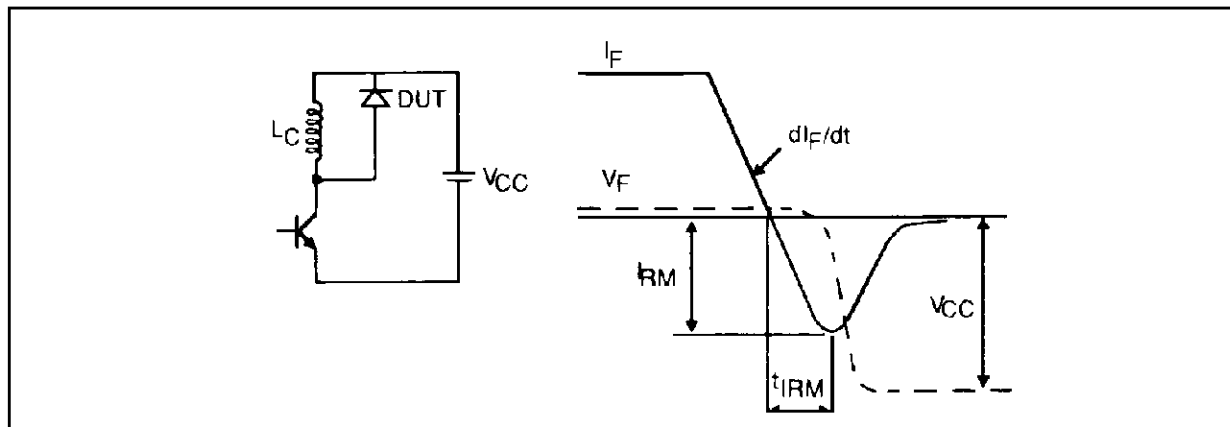 DUT
LC
VCC
IF
dIF/dt
VF
IRM
VCC
tIRM